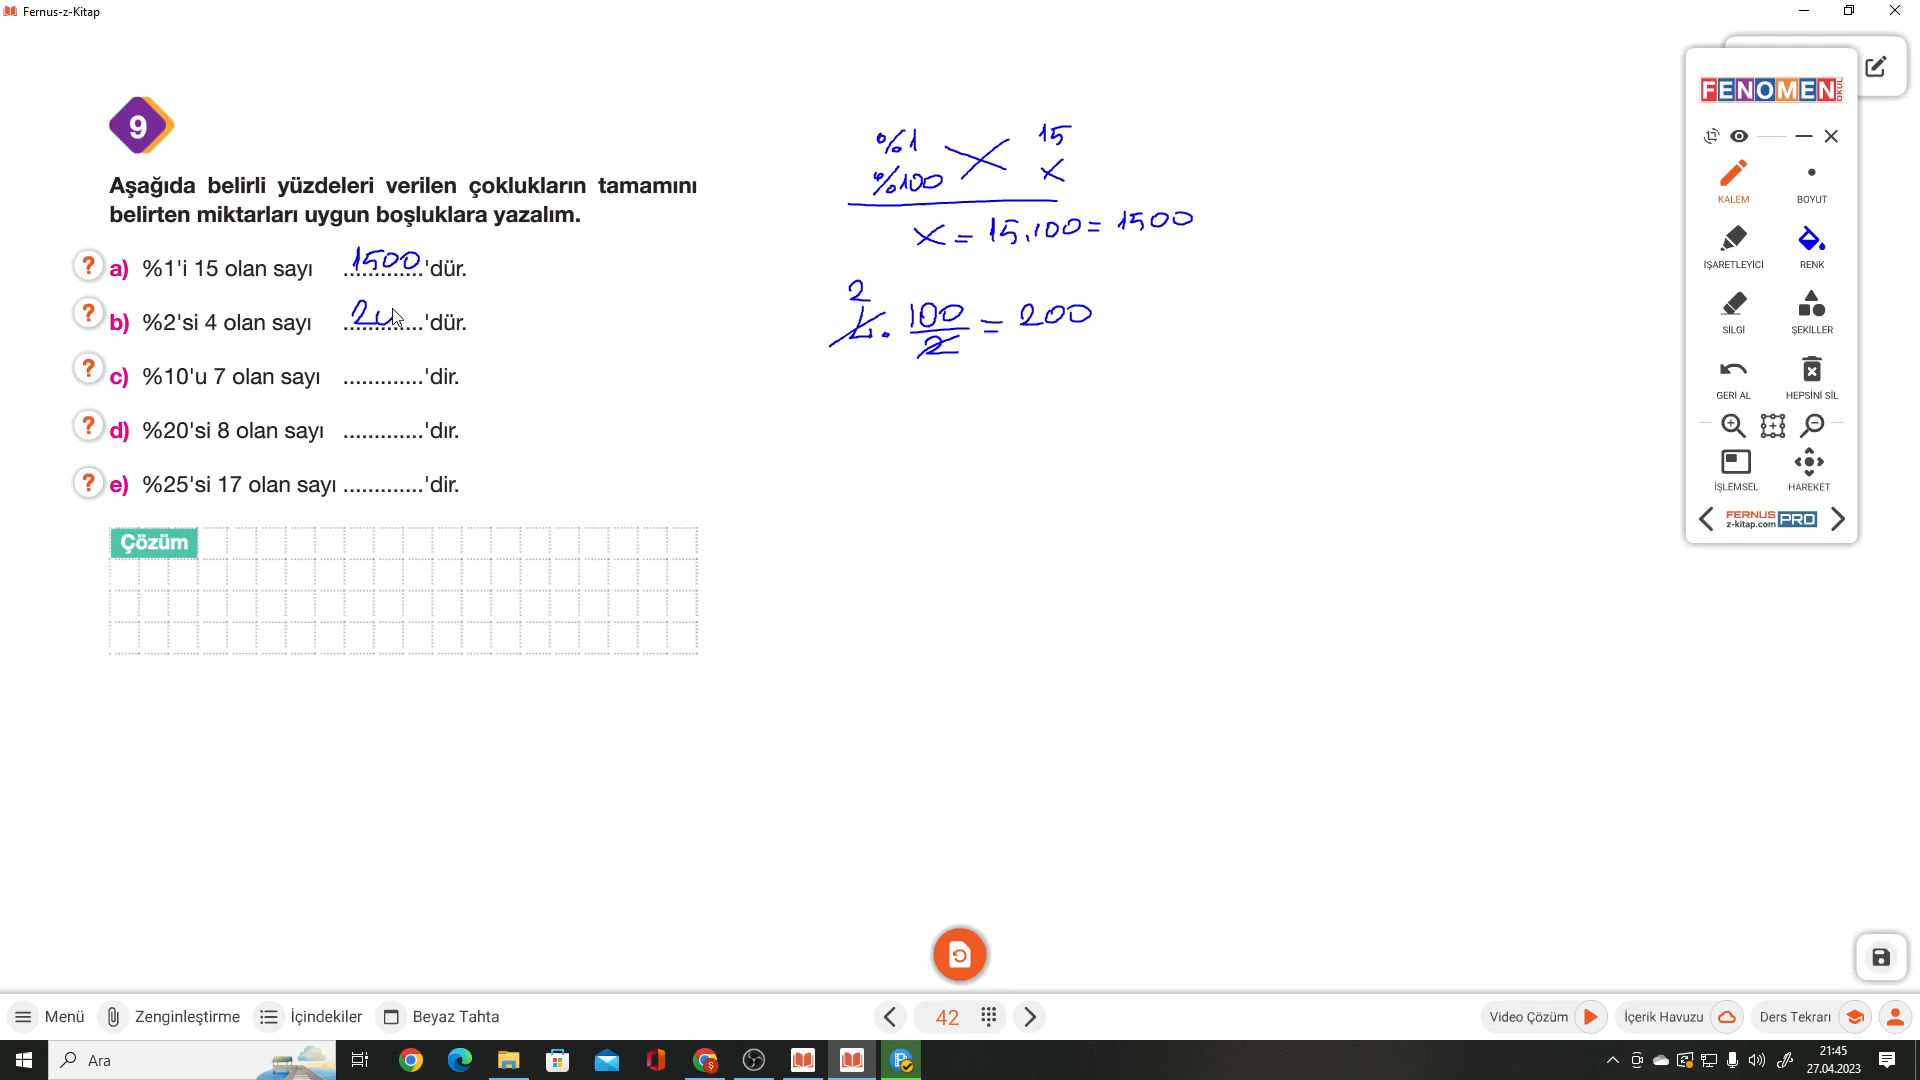 Fernus-z-Kitap
9
Aşağıda belirli yüzdeleri verilen çoklukların tamamını
belirten miktarları uygun boşluklara yazalım.
? a) %1'i 15 olan sayı 1500 .............'dür.
? b) %2'si 4 olan sayı .............'dür.
? c) %10'u 7 olan sayı .............'dir.
? d) %20'si 8 olan sayı .............'dır.
? e) %25'si 17 olan sayı .............'dir.
Çözüm
%1 15
%100 x
x = 15.100 = 1500
2
4 . 100/2 = 200
FENOMEN OKUL
KALEM BOYUT
İŞARETLEYİCİ RENK
SİLGİ ŞEKİLLER
GERİ AL HEPSİNİ SİL
İŞLEMSEL HAREKET
FERNUS z-kitap.com PRO
Menü Zenginleştirme İçindekiler Beyaz Tahta 42 Video Çözüm İçerik Havuzu Ders Tekrarı
Ara 21:45
27.04.2023